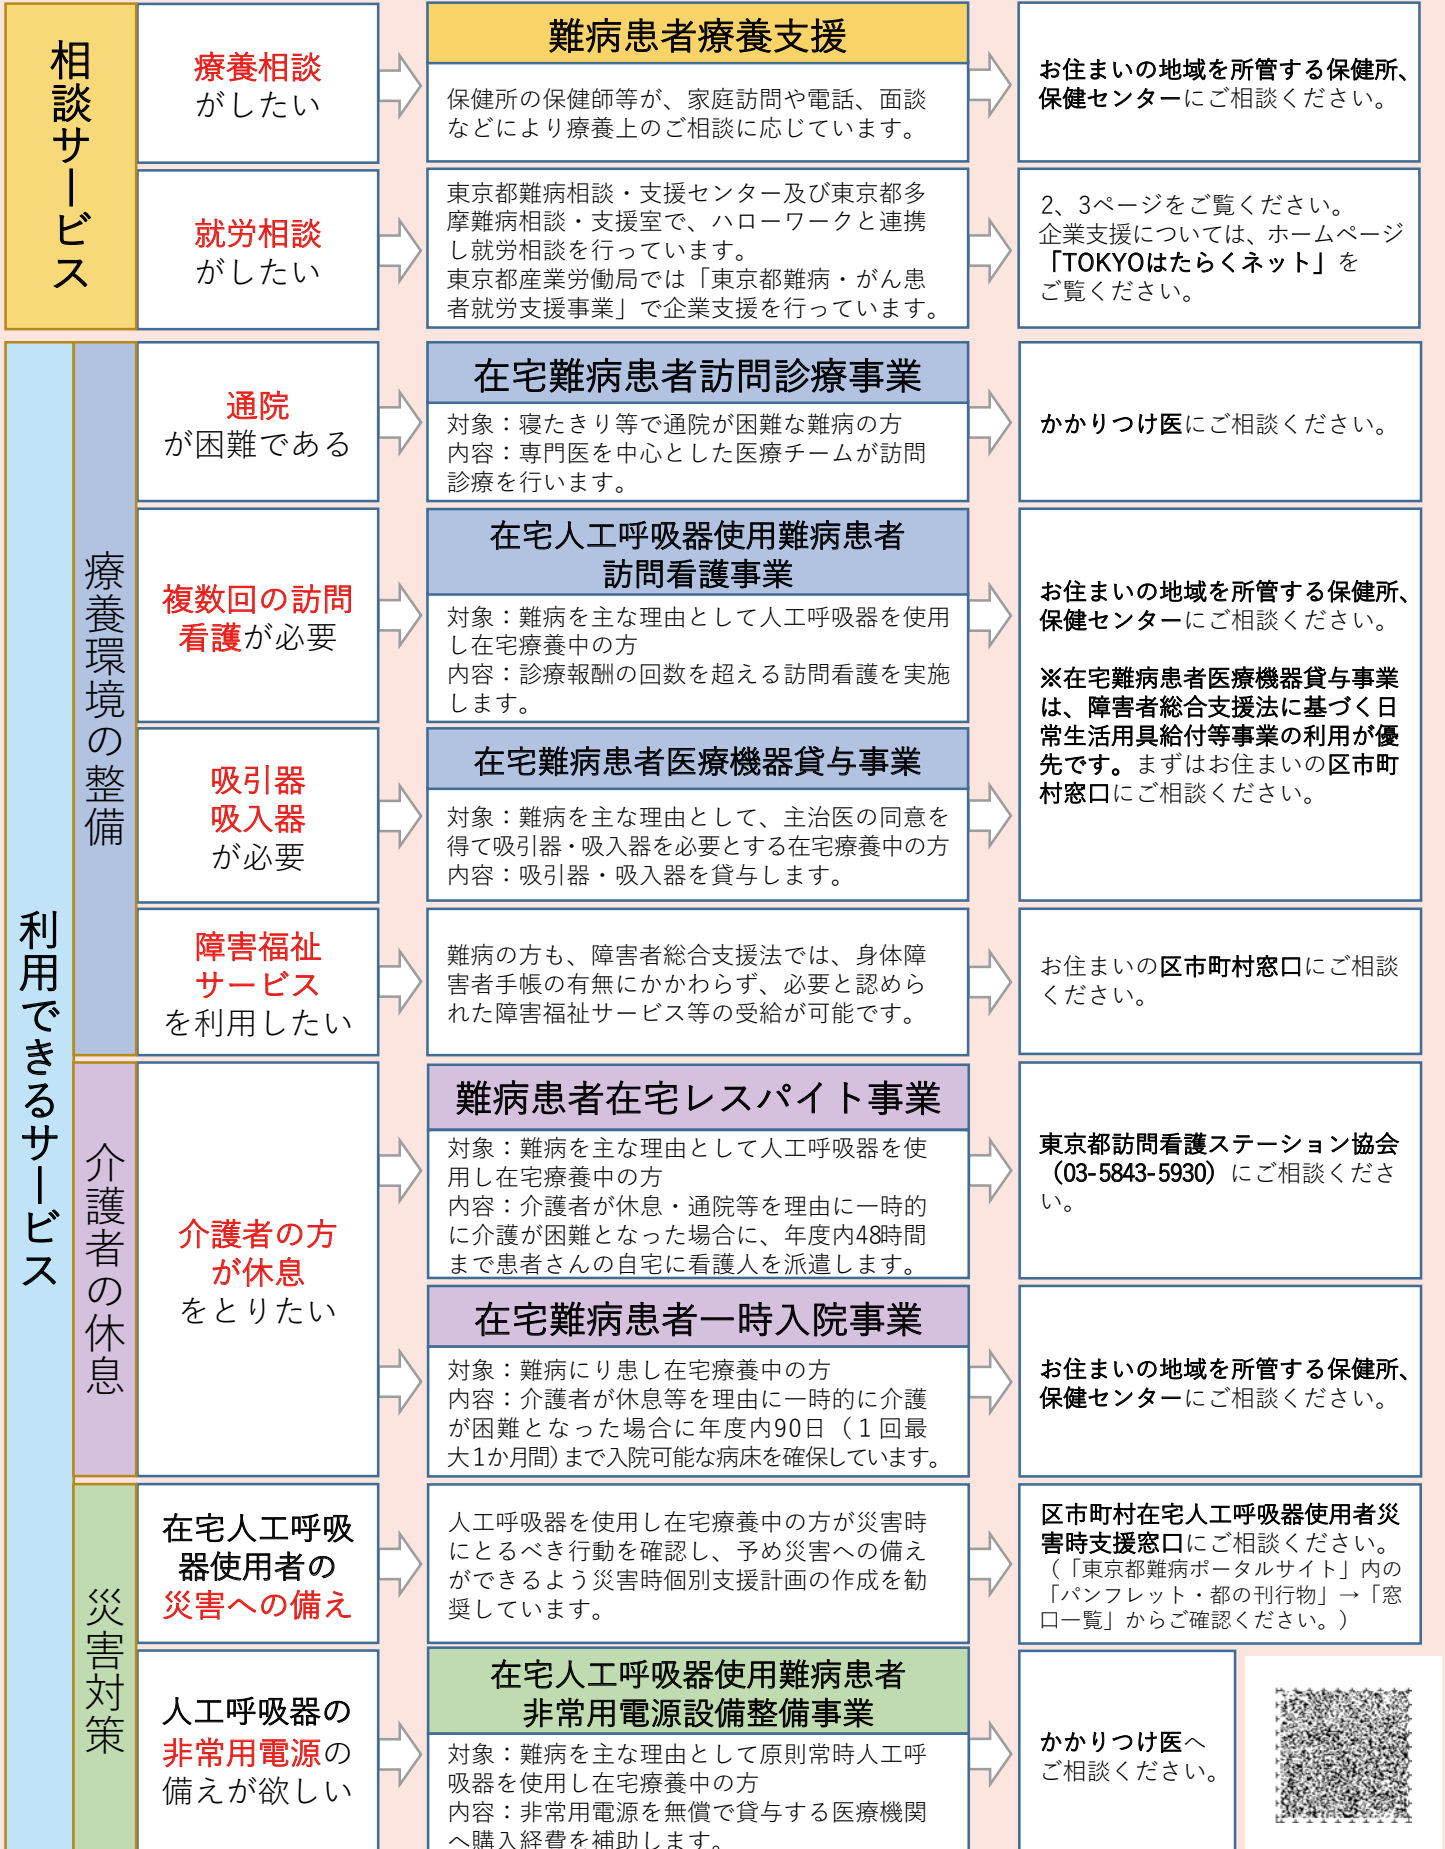 相談サービス
療養相談
がしたい
難病患者療養支援
保健所の保健師等が、家庭訪問や電話、面談
などにより療養上のご相談に応じています。
お住まいの地域を所管する保健所、
保健センターにご相談ください。
就労相談
がしたい
東京都難病相談・支援センター及び東京都多
摩難病相談・支援室で、ハローワークと連携
し就労相談を行っています。
東京都産業労働局では「東京都難病・がん患
者就労支援事業」で企業支援を行っています。
2、3ページをご覧ください。
企業支援については、ホームページ
「TOKYOはたらくネット」を
ご覧ください。
利用できるサービス
療養環境の整備
通院
が困難である
在宅難病患者訪問診療事業
対象：寝たきり等で通院が困難な難病の方
内容：専門医を中心とした医療チームが訪問
診療を行います。
かかりつけ医にご相談ください。
複数回の訪問
看護が必要
在宅人工呼吸器使用難病患者
訪問看護事業
対象：難病を主な理由として人工呼吸器を使用
し在宅療養中の方
内容：診療報酬の回数を超える訪問看護を実施
します。
お住まいの地域を所管する保健所、
保健センターにご相談ください。
※在宅難病患者医療機器貸与事業
は、障害者総合支援法に基づく日
常生活用具給付等事業の利用が優
先です。まずはお住まいの区市町
村窓口にご相談ください。
吸引器
吸入器
が必要
在宅難病患者医療機器貸与事業
対象：難病を主な理由として、主治医の同意を
得て吸引器・吸入器を必要とする在宅療養中の方
内容：吸引器・吸入器を貸与します。
障害福祉
サービス
を利用したい
難病の方も、障害者総合支援法では、身体障
害者手帳の有無にかかわらず、必要と認めら
れた障害福祉サービス等の受給が可能です。
お住まいの区市町村窓口にご相談
ください。
介護者の休息
介護者の方
が休息
をとりたい
難病患者在宅レスパイト事業
対象：難病を主な理由として人工呼吸器を使
用し在宅療養中の方
内容：介護者が休息・通院等を理由に一時的
に介護が困難となった場合に、年度内48時間
まで患者さんの自宅に看護人を派遣します。
東京都訪問看護ステーション協会
（03-5843-5930）にご相談くださ
い。
在宅難病患者一時入院事業
対象：難病にり患し在宅療養中の方
内容：介護者が休息等を理由に一時的に介護
が困難となった場合に年度内90日（１回最
大1か月間）まで入院可能な病床を確保しています。
お住まいの地域を所管する保健所、
保健センターにご相談ください。
災害対策
在宅人工呼吸
器使用者の
災害への備え
人工呼吸器を使用し在宅療養中の方が災害時
にとるべき行動を確認し、予め災害への備え
ができるよう災害時個別支援計画の作成を勧
奨しています。
区市町村在宅人工呼吸器使用者災
害時支援窓口にご相談ください。
（「東京都難病ポータルサイト」内の
「パンフレット・都の刊行物」→「窓
口一覧」からご確認ください。）
人工呼吸器の
非常用電源の
備えが欲しい
在宅人工呼吸器使用難病患者
非常用電源設備整備事業
対象：難病を主な理由として原則常時人工呼
吸器を使用し在宅療養中の方
内容：非常用電源を無償で貸与する医療機関
へ購入経費を補助します。
かかりつけ医へ
ご相談ください。